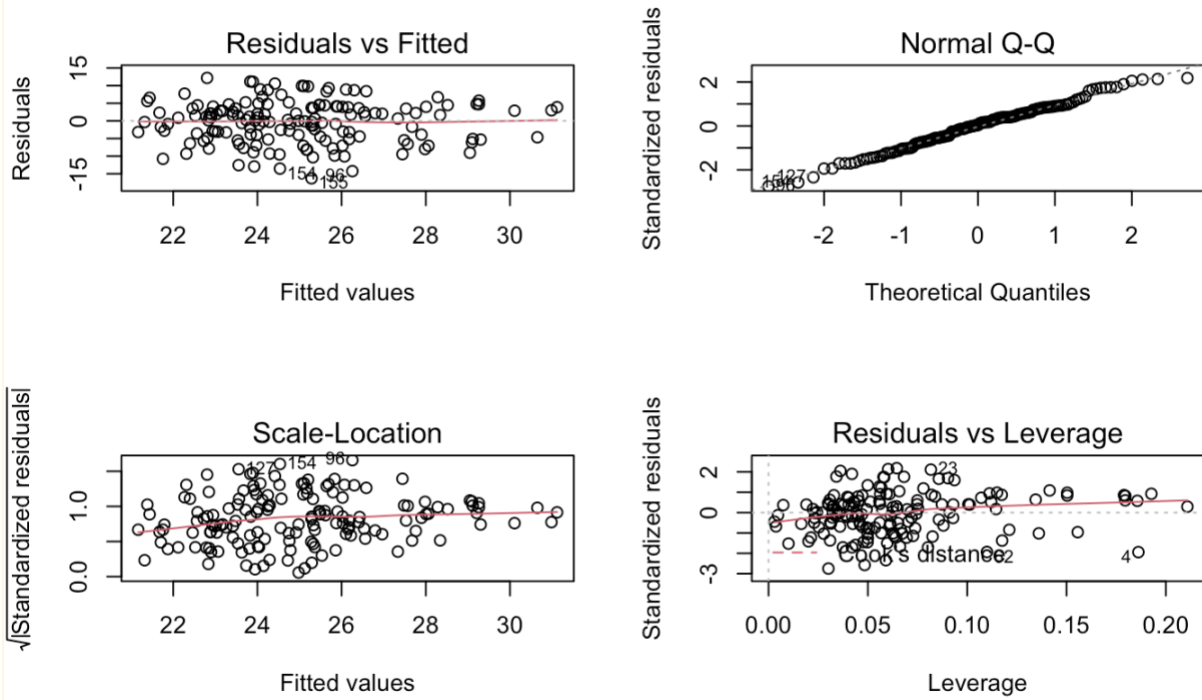 Residuals vs Fitted
Residuals
15
0
-15
154
96
155
22 24 26 28 30
Fitted values
Normal Q-Q
Standardized residuals
2
0
-2
127
-2 -1 0 1 2
Theoretical Quantiles
Scale-Location
√|Standardized residuals|
1.0
0.0
127
154
96
22 24 26 28 30
Fitted values
Residuals vs Leverage
Standardized residuals
2
0
-3
23
Cook's distance
4
0.00 0.05 0.10 0.15 0.20
Leverage